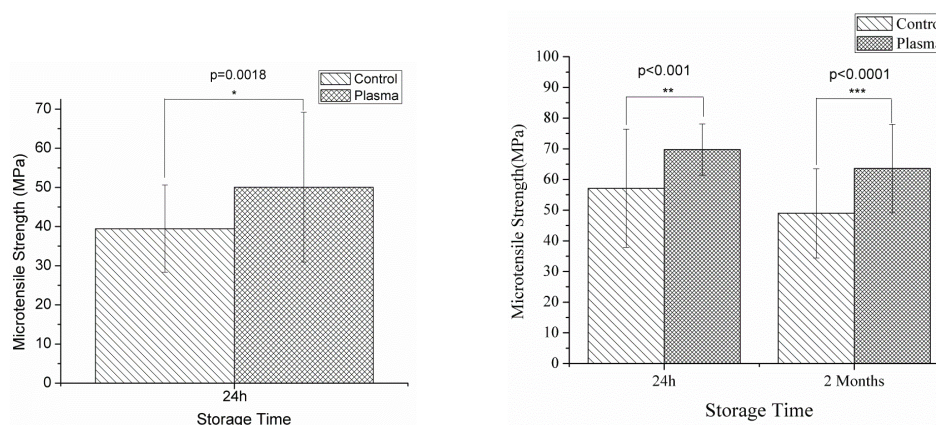 p=0.0018
*
Control
Plasma
70
60
50
40
30
20
10
0
Microtensile Strength (MPa)
24h
Storage Time
Control
Plasma
100
90
80
70
60
50
40
30
20
10
0
Microtensile Strength(MPa)
p<0.001
**
p<0.0001
***
24h
2 Months
Storage Time